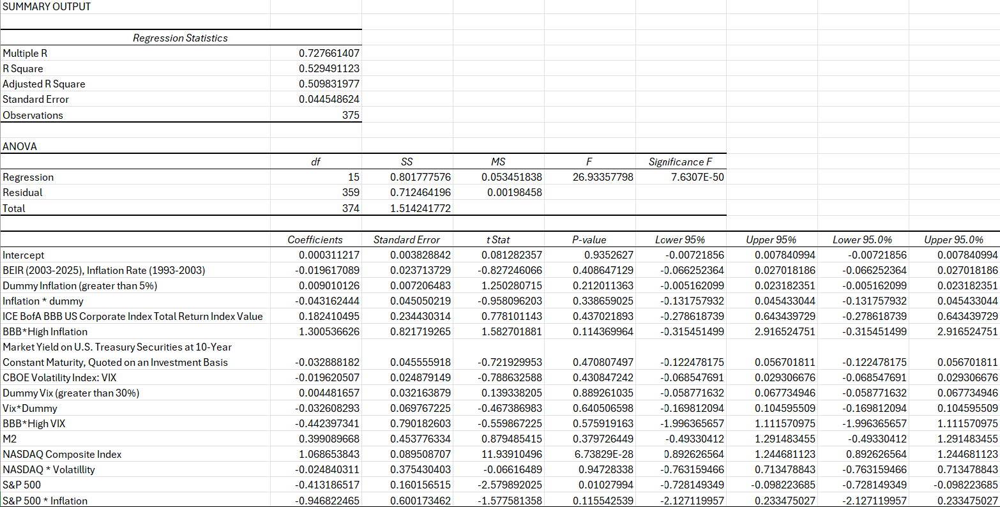 SUMMARY OUTPUT
Regression Statistics
Multiple R 0.727661407
R Square 0.529491123
Adjusted R Square 0.509831977
Standard Error 0.044548624
Observations 375
ANOVA
df SS MS F Significance F
Regression 15 0.801777576 0.053451838 26.93357798 7.6307E-50
Residual 359 0.712464196 0.00198458
Total 374 1.514241772
Coefficients Standard Error t Stat P-value Lower 95% Upper 95% Lower 95.0% Upper 95.0%
Intercept 0.000311217 0.003828842 0.081282357 0.9352627 -0.00721856 0.007840994 -0.00721856 0.007840994
BEIR (2003-2025), Inflation Rate (1993-2003) -0.019617089 0.023713729 -0.827246066 0.408647129 -0.066252364 0.027018186 -0.066252364 0.027018186
Dummy Inflation (greater than 5%) 0.009010126 0.007206483 1.250280715 0.212011363 -0.005162099 0.023182351 -0.005162099 0.023182351
Inflation * dummy -0.043162444 0.045050219 -0.958096203 0.338659025 -0.131757932 0.045433044 -0.131757932 0.045433044
ICE BofA BBB US Corporate Index Total Return Index Value 0.182410495 0.234430314 0.778101143 0.437021893 -0.278618739 0.643439729 -0.278618739 0.643439729
BBB*High Inflation 1.300536626 0.821719265 1.582701881 0.114369964 -0.315451499 2.916524751 -0.315451499 2.916524751
Market Yield on U.S. Treasury Securities at 10-Year
Constant Maturity, Quoted on an Investment Basis -0.032888182 0.045555918 -0.721929953 0.470807497 -0.122478175 0.056701811 -0.122478175 0.056701811
CBOE Volatility Index: VIX -0.019620507 0.024879149 -0.788632588 0.430847242 -0.068547691 0.029306676 -0.068547691 0.029306676
Dummy Vix (greater than 30%) 0.004481657 0.032163879 0.139338205 0.889261035 -0.058771632 0.067734946 -0.058771632 0.067734946
Vix*Dummy -0.032608293 0.069767225 -0.467386983 0.640506598 -0.169812094 0.104595509 -0.169812094 0.104595509
BBB*High VIX -0.442397341 0.790182603 -0.559867225 0.575919163 -1.996365657 1.111570975 -1.996365657 1.111570975
M2 0.399089668 0.453776334 0.879485415 0.379726449 -0.49330412 1.291483455 -0.49330412 1.291483455
NASDAQ Composite Index 1.068653843 0.089508707 11.93910496 6.73829E-28 0.892626564 1.244681123 0.892626564 1.244681123
NASDAQ * Volatillity -0.024840311 0.375430403 -0.06616489 0.94728338 -0.763159466 0.713478843 -0.763159466 0.713478843
S&P 500 -0.413186517 0.160156515 -2.579892025 0.01027994 -0.728149349 -0.098223685 -0.728149349 -0.098223685
S&P 500 * Inflation -0.946822465 0.600173462 -1.577581358 0.115542539 -2.127119957 0.233475027 -2.127119957 0.233475027